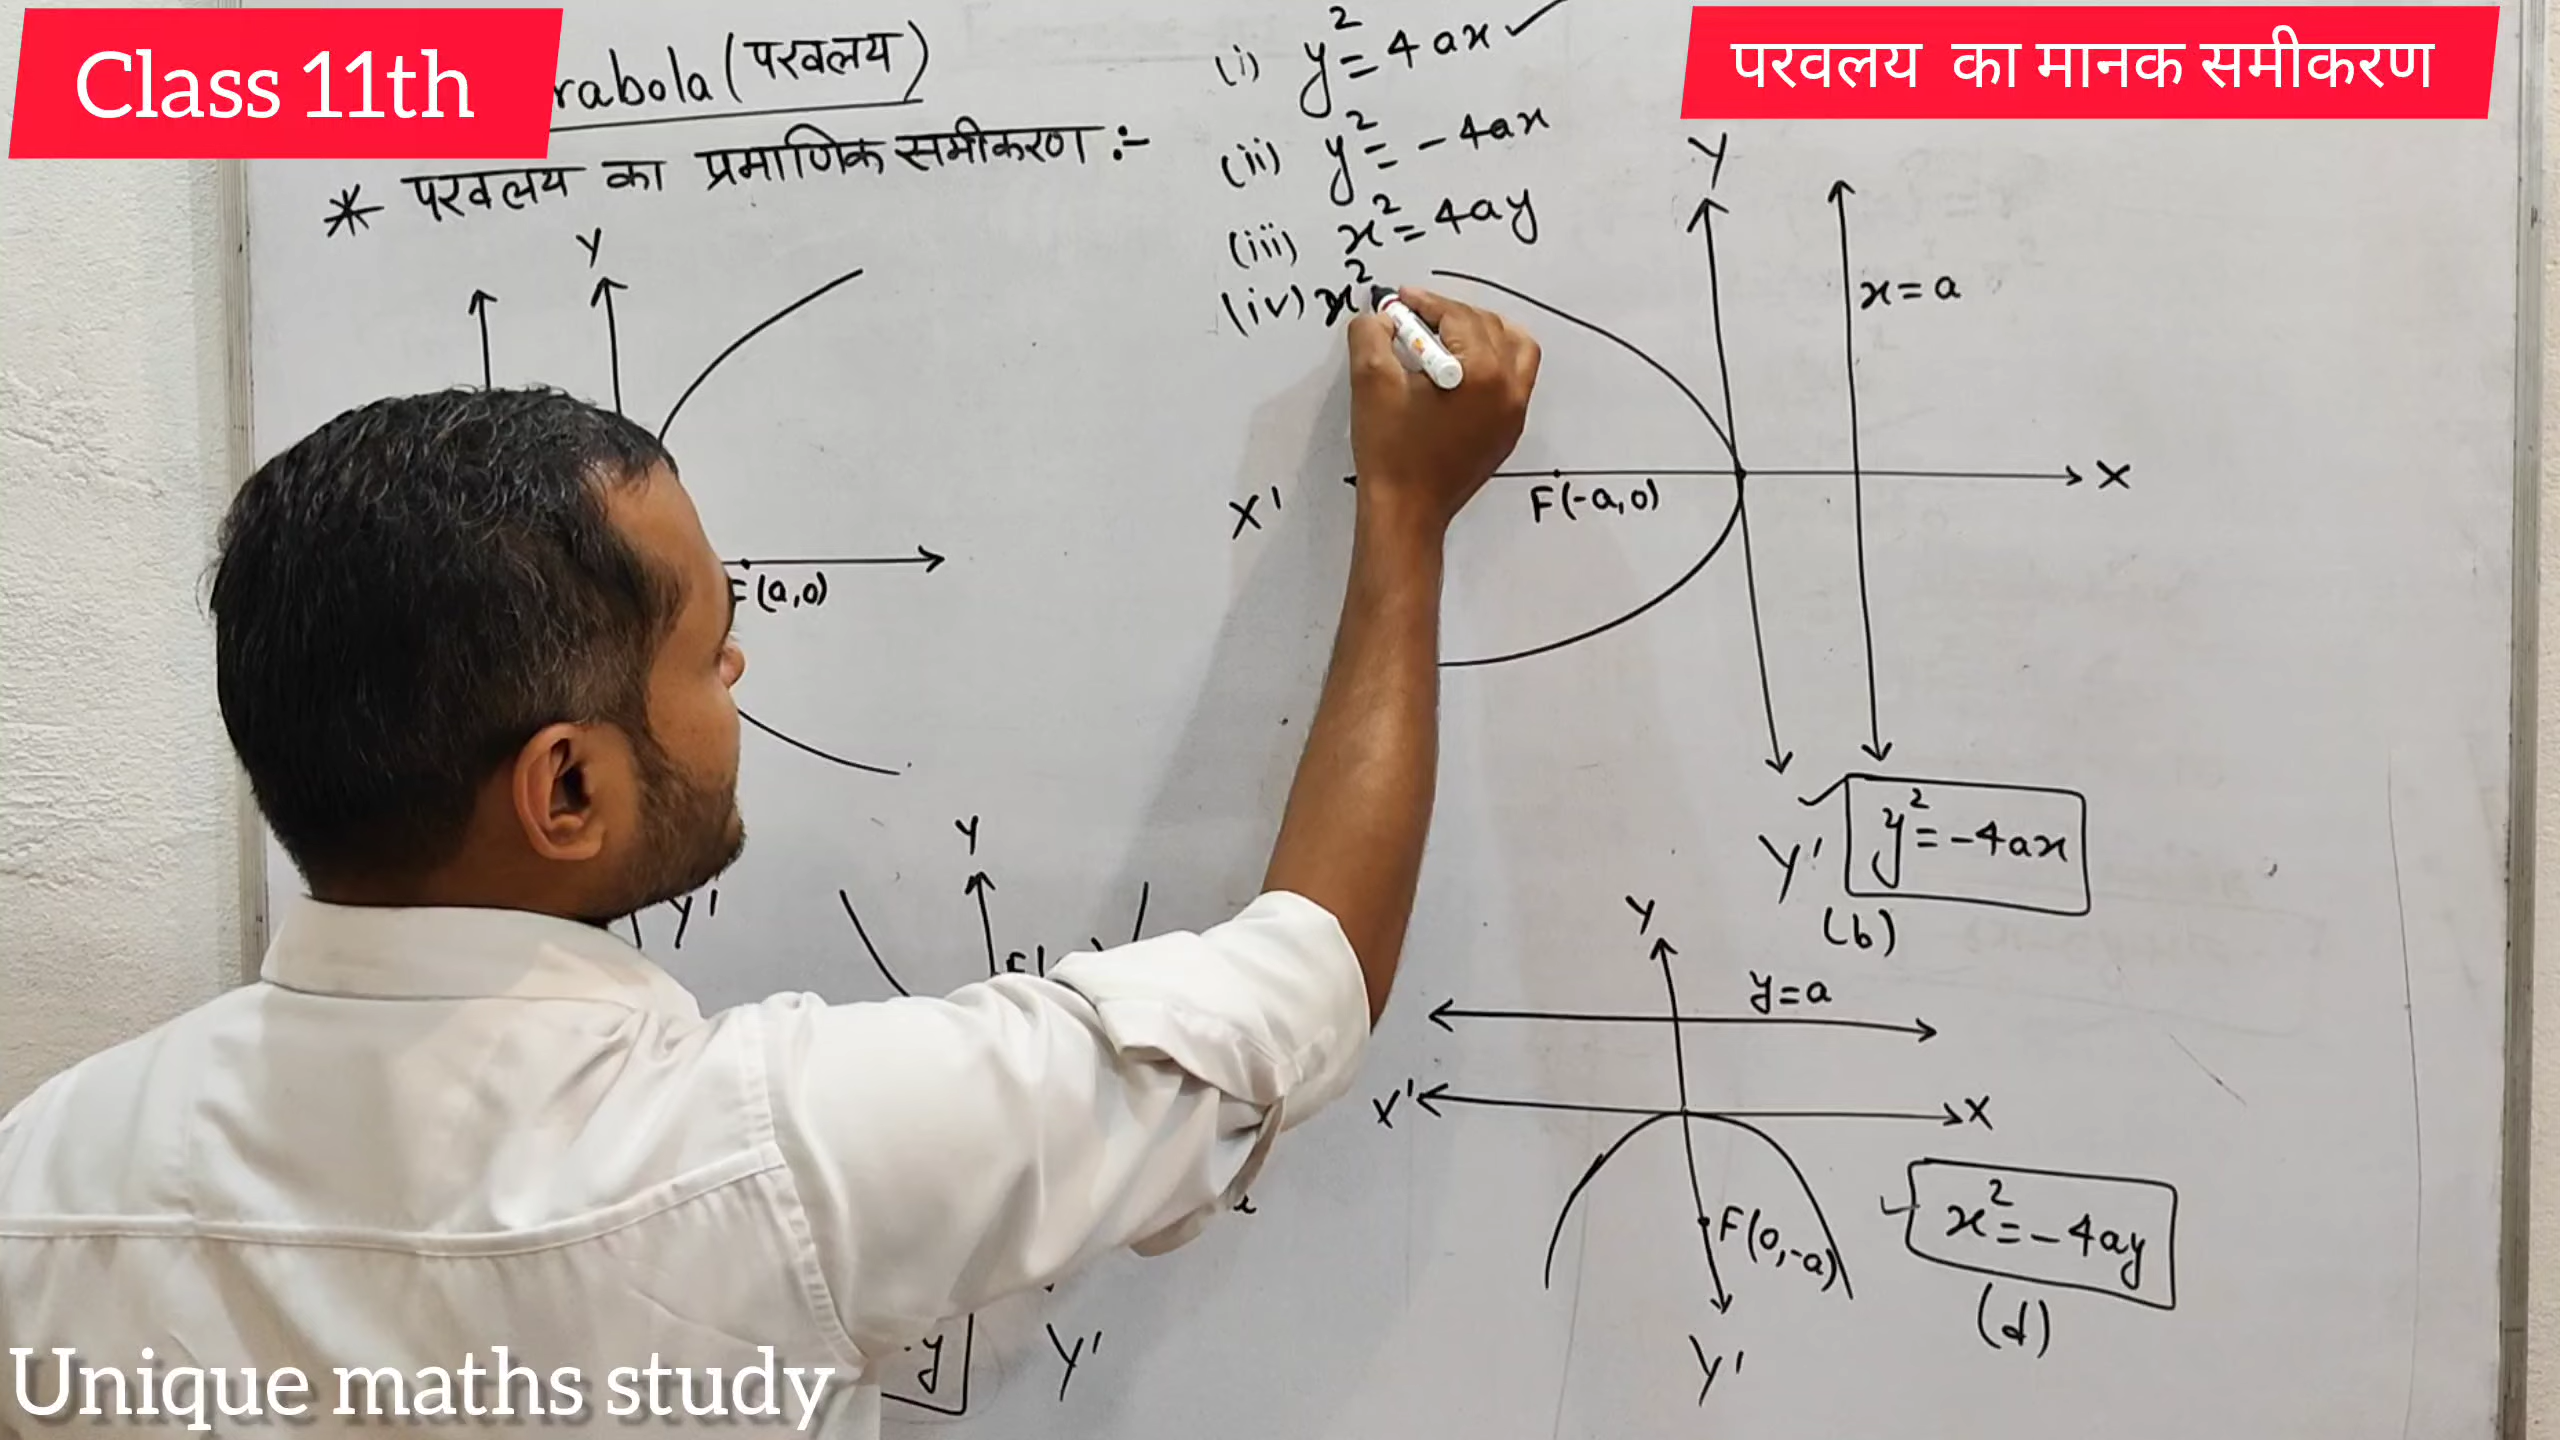 Class 11th
परवलय का मानक समीकरण
(परवलय)
* परवलय का प्रमाणिक समीकरण :-
(i) y² = 4ax ✓
(ii) y² = -4ax
(iii) x² = 4ay
(iv) x²
Y
F(a,0)
Y'
Y
x = a
X'
F(-a,0)
X
Y'
✓ y² = -4ax
(b)
Y
y
Y'
Y
y = a
X'
X
F(0,-a)
✓ x² = -4ay
(d)
Y'
Unique maths study